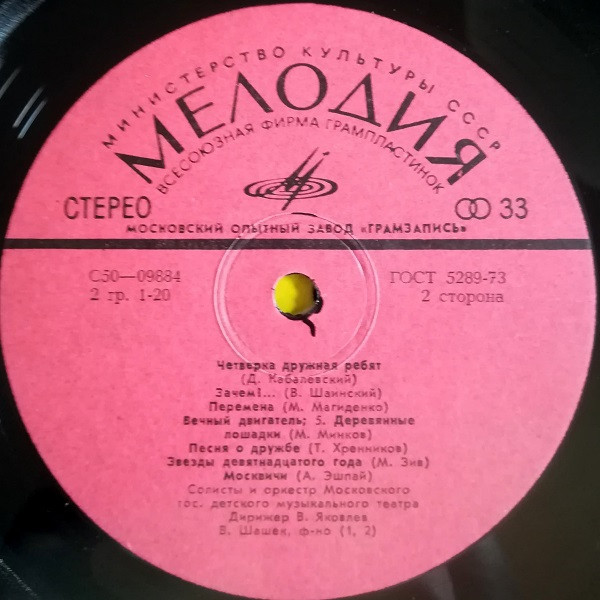 МИНИСТЕРСТВО КУЛЬТУРЫ СССР
МЕЛОДИЯ
ВСЕСОЮЗНАЯ ФИРМА ГРАМПЛАСТИНОК
СТЕРЕО 33
МОСКОВСКИЙ ОПЫТНЫЙ ЗАВОД «ГРАМЗАПИСЬ»
С50—09884 ГОСТ 5289-73
2 гр. 1-20 2 сторона
Четверка дружная ребят
(Д. Кабалевский)
Зачем!... (В. Шаинский)
Перемена (М. Магиденко)
Вечный двигатель; 5. Деревянные
лошадки (М. Минков)
Песня о дружбе (Т. Хренников)
Звезды девятнадцатого года (М. Зив)
Москвичи (А. Эшпай)
Солисты и оркестр Московского
гос. детского музыкального театра
Дирижер В. Яковлев
В. Шашек, ф-но (1, 2)